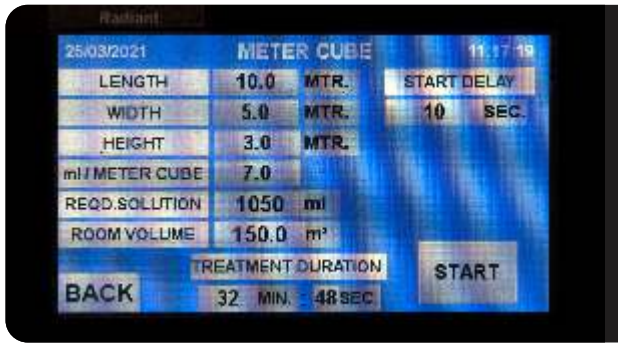 Radiant
25/03/2021 METER CUBE 11:17:19
LENGTH 10.0 MTR. START DELAY
WIDTH 5.0 MTR. 10 SEC.
HEIGHT 3.0 MTR.
ml / METER CUBE 7.0
REQD.SOLUTION 1050 ml
ROOM VOLUME 150.0 m³
TREATMENT DURATION START
BACK 32 MIN. 48 SEC.